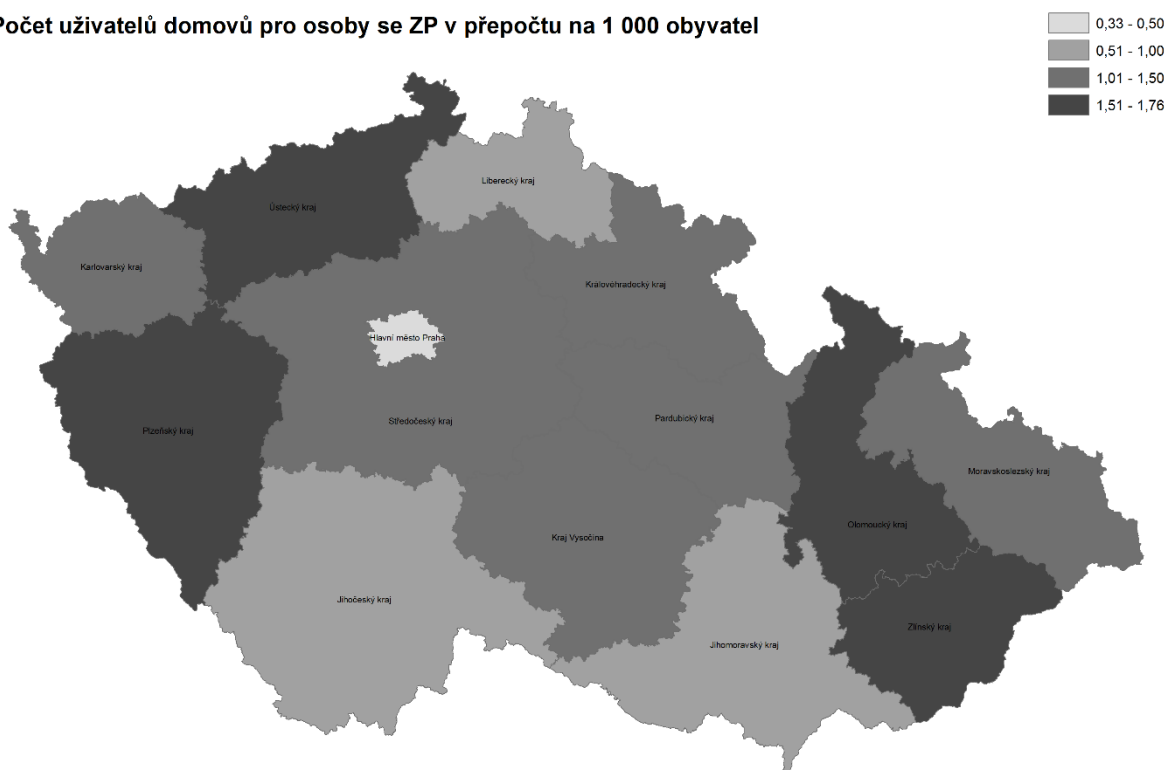 Počet uživatelů domovů pro osoby se ZP v přepočtu na 1 000 obyvatel
0,33 - 0,50
0,51 - 1,00
1,01 - 1,50
1,51 - 1,76
Liberecký kraj
Ústecký kraj
Karlovarský kraj
Královéhradecký kraj
Hlavní město Praha
Středočeský kraj
Pardubický kraj
Plzeňský kraj
Moravskoslezský kraj
Olomoucký kraj
Kraj Vysočina
Jihočeský kraj
Zlínský kraj
Jihomoravský kraj